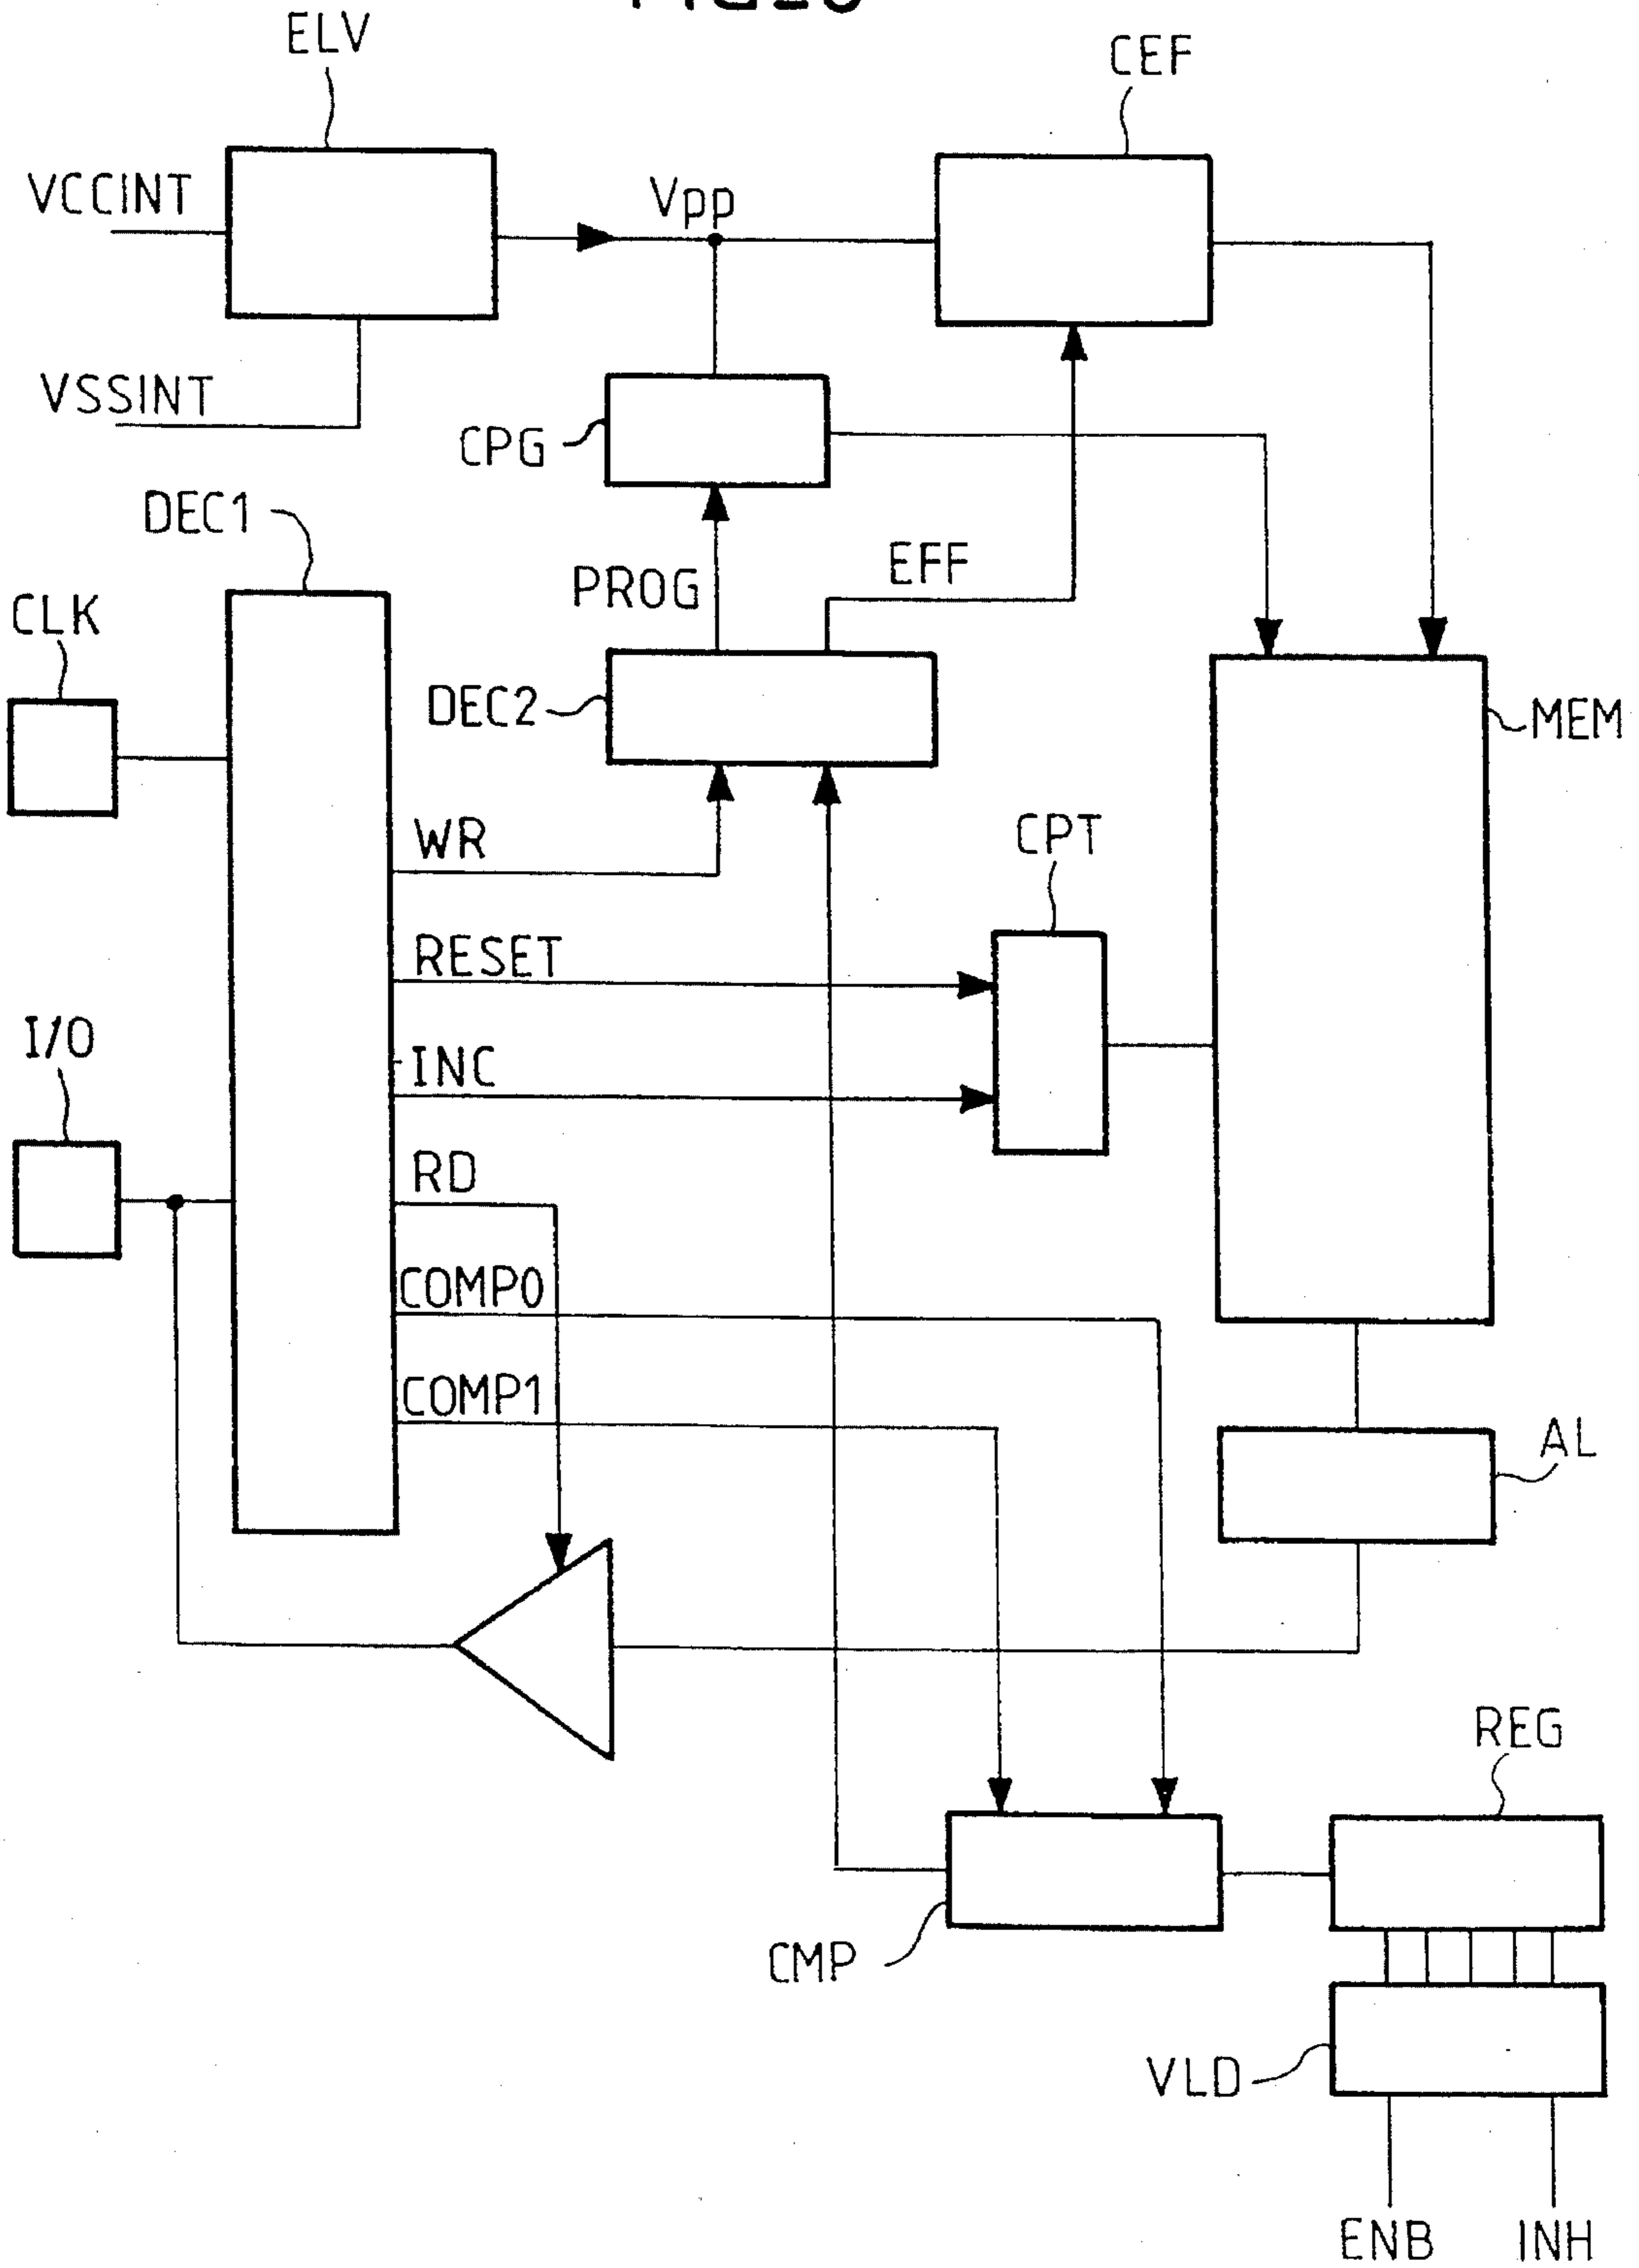 ELV
CEF
VCCINT
Vpp
VSSINT
CPG
DEC1
EFF
PROG
CLK
DEC2
MEM
WR
CPT
RESET
I/O
INC
RD
COMP0
COMP1
AL
REG
CMP
VLD
ENB
INH